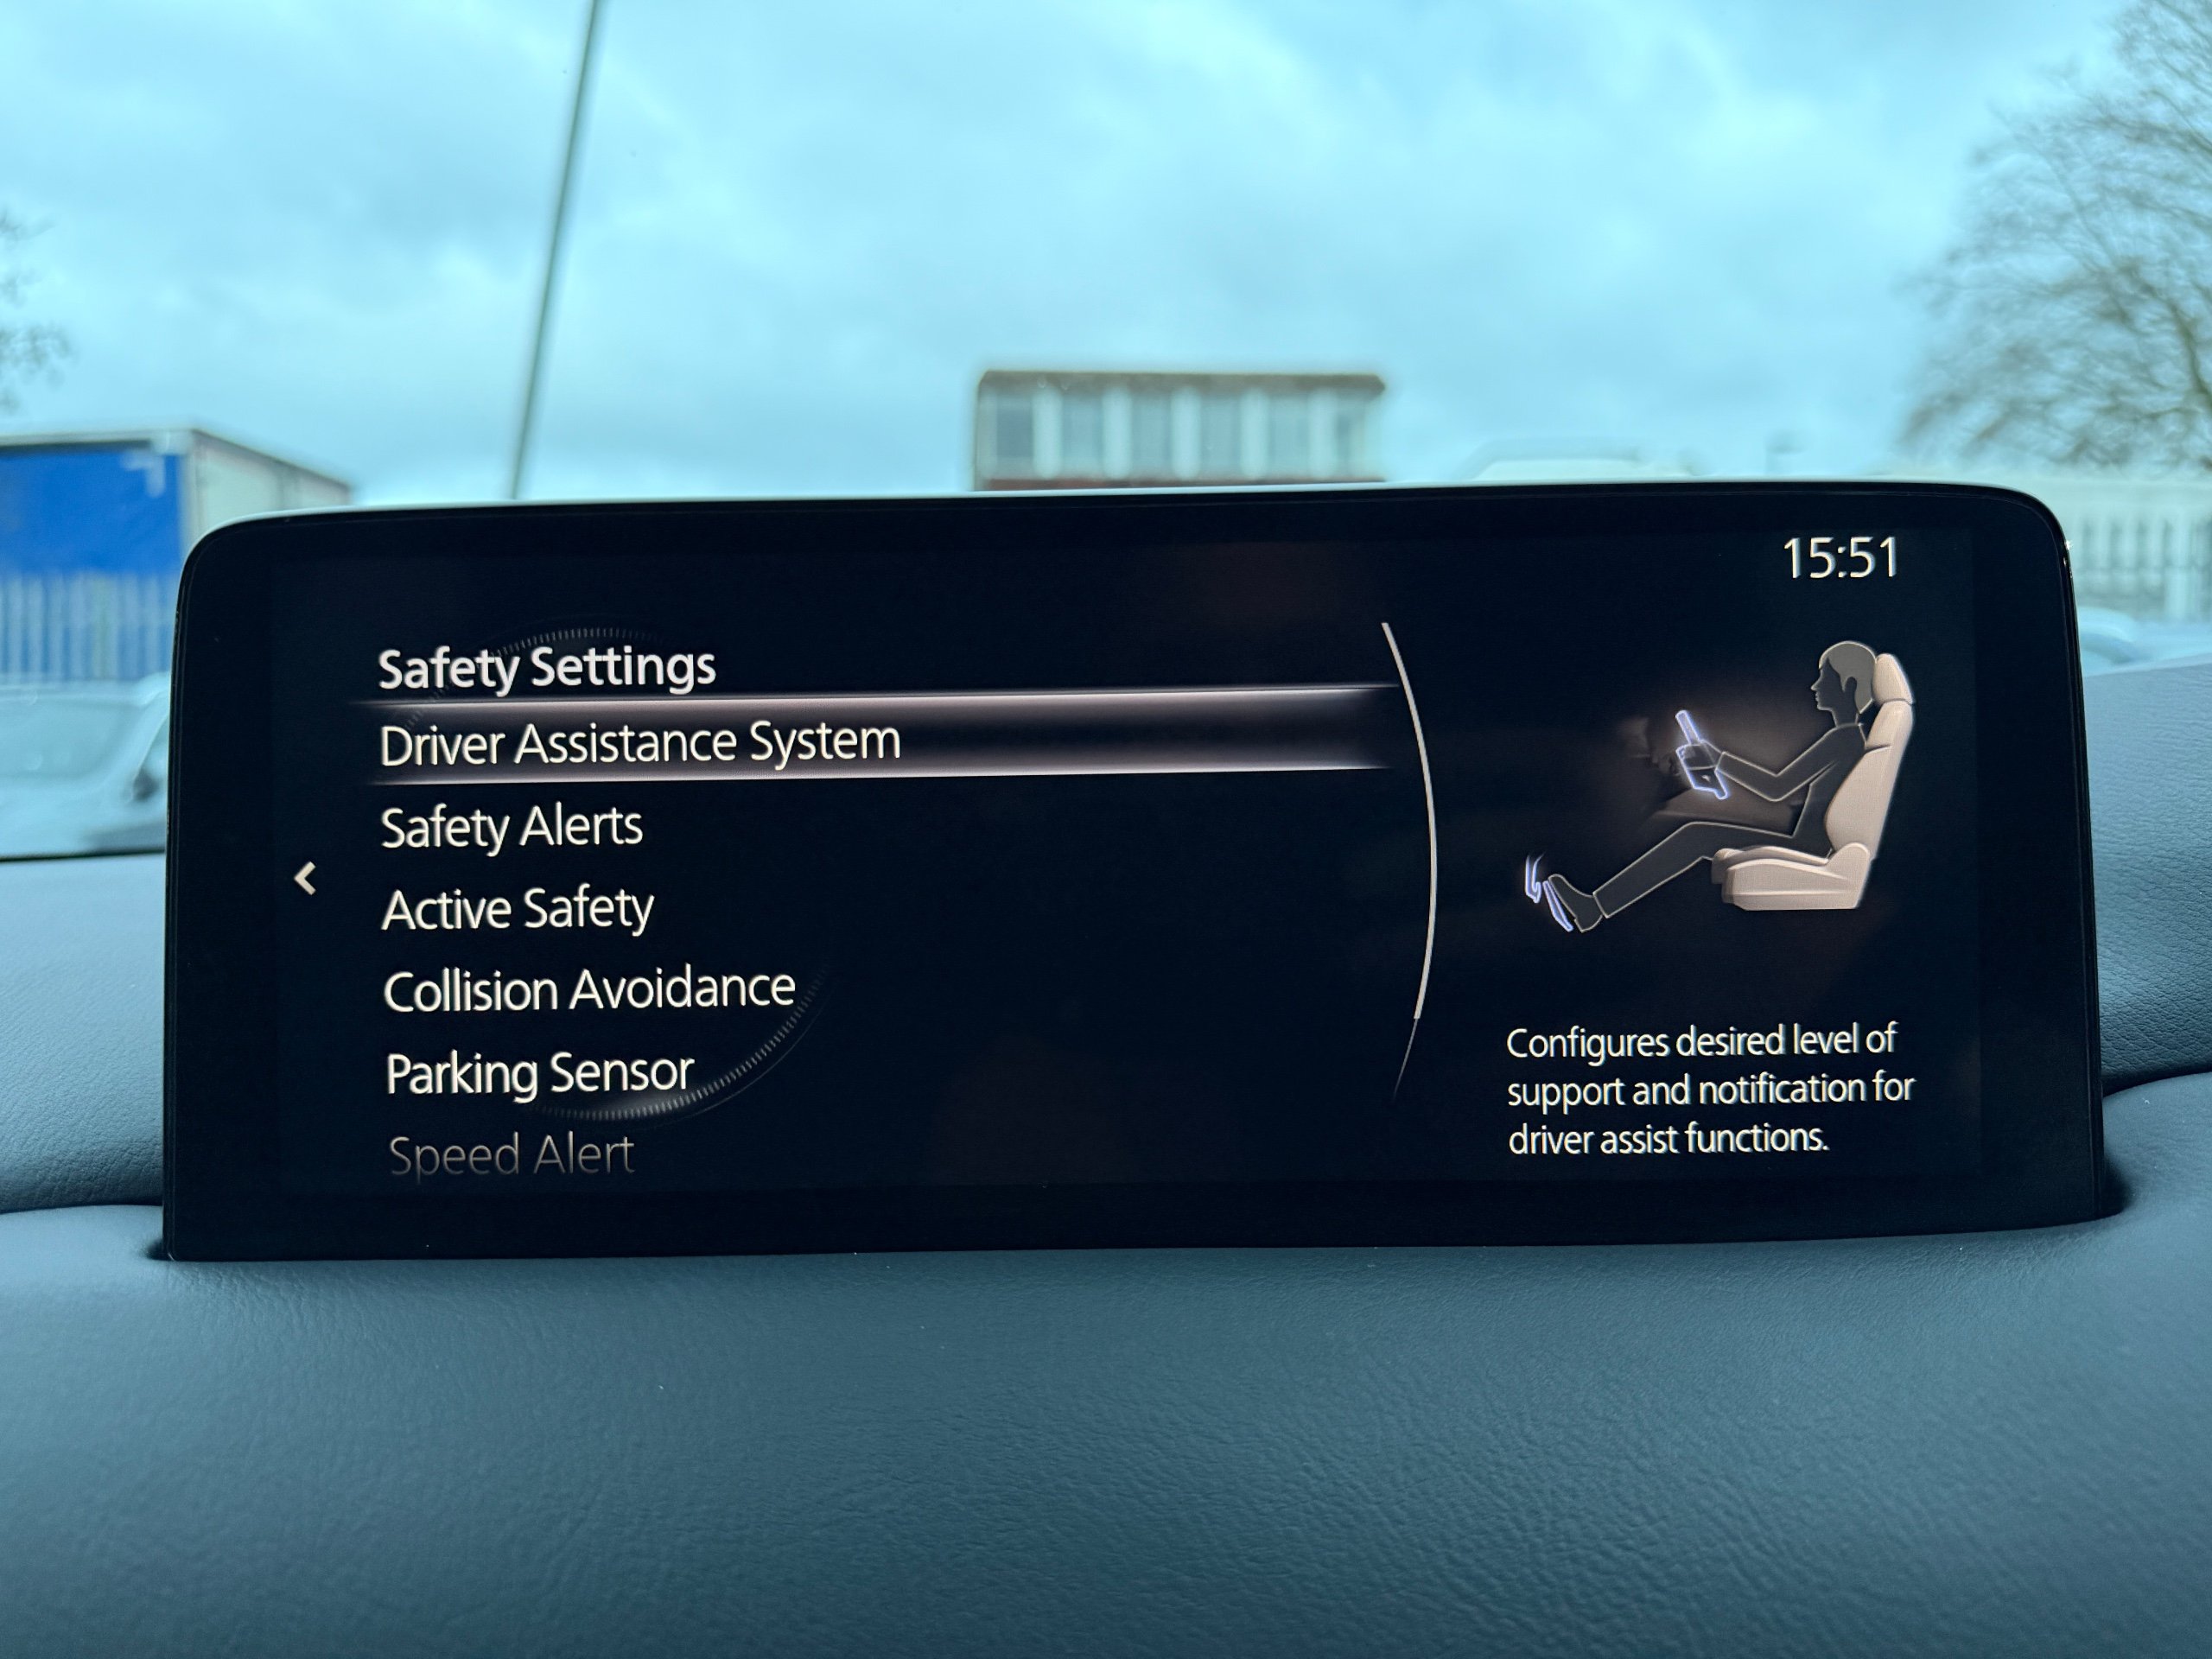 15:51
Safety Settings
Driver Assistance System
Safety Alerts
Active Safety
Collision Avoidance
Parking Sensor
Speed Alert
Configures desired level of
support and notification for
driver assist functions.